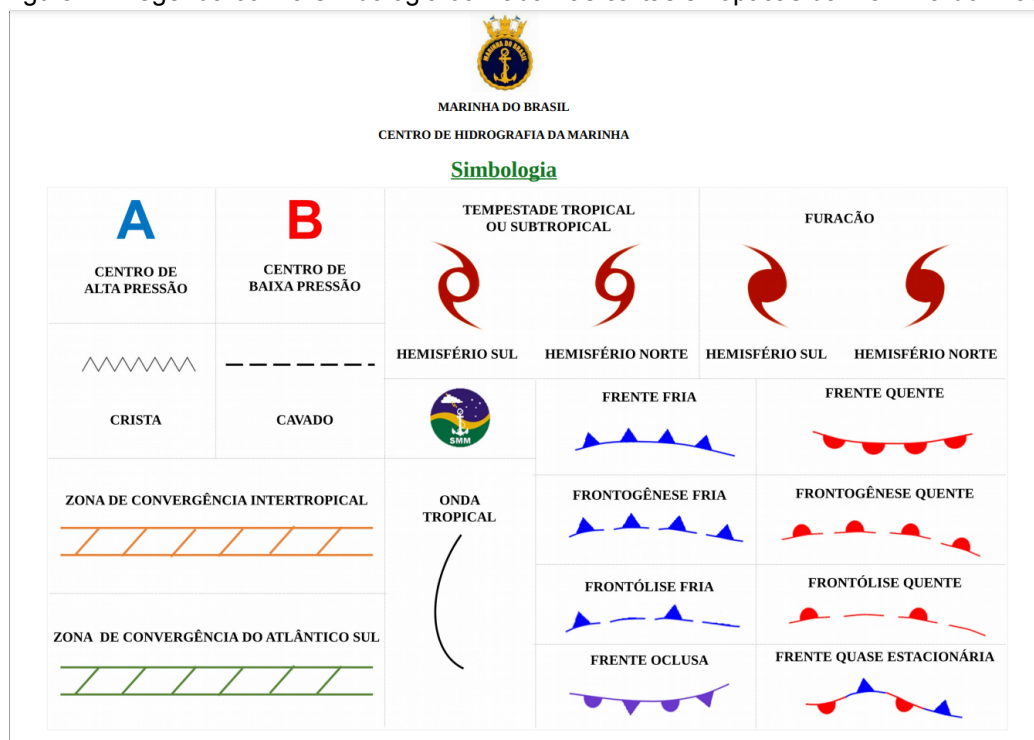 MARINHA DO BRASIL
MARINHA DO BRASIL
CENTRO DE HIDROGRAFIA DA MARINHA
Simbologia
A
CENTRO DE
ALTA PRESSÃO
B
CENTRO DE
BAIXA PRESSÃO
TEMPESTADE TROPICAL
OU SUBTROPICAL
HEMISFÉRIO SUL
HEMISFÉRIO NORTE
FURACÃO
HEMISFÉRIO SUL
HEMISFÉRIO NORTE
CRISTA
CAVADO
SMM
FRENTE FRIA
FRENTE QUENTE
ZONA DE CONVERGÊNCIA INTERTROPICAL
ONDA
TROPICAL
FRONTOGÊNESE FRIA
FRONTOGÊNESE QUENTE
FRONTÓLISE FRIA
FRONTÓLISE QUENTE
ZONA DE CONVERGÊNCIA DO ATLÂNTICO SUL
FRENTE OCLUSA
FRENTE QUASE ESTACIONÁRIA